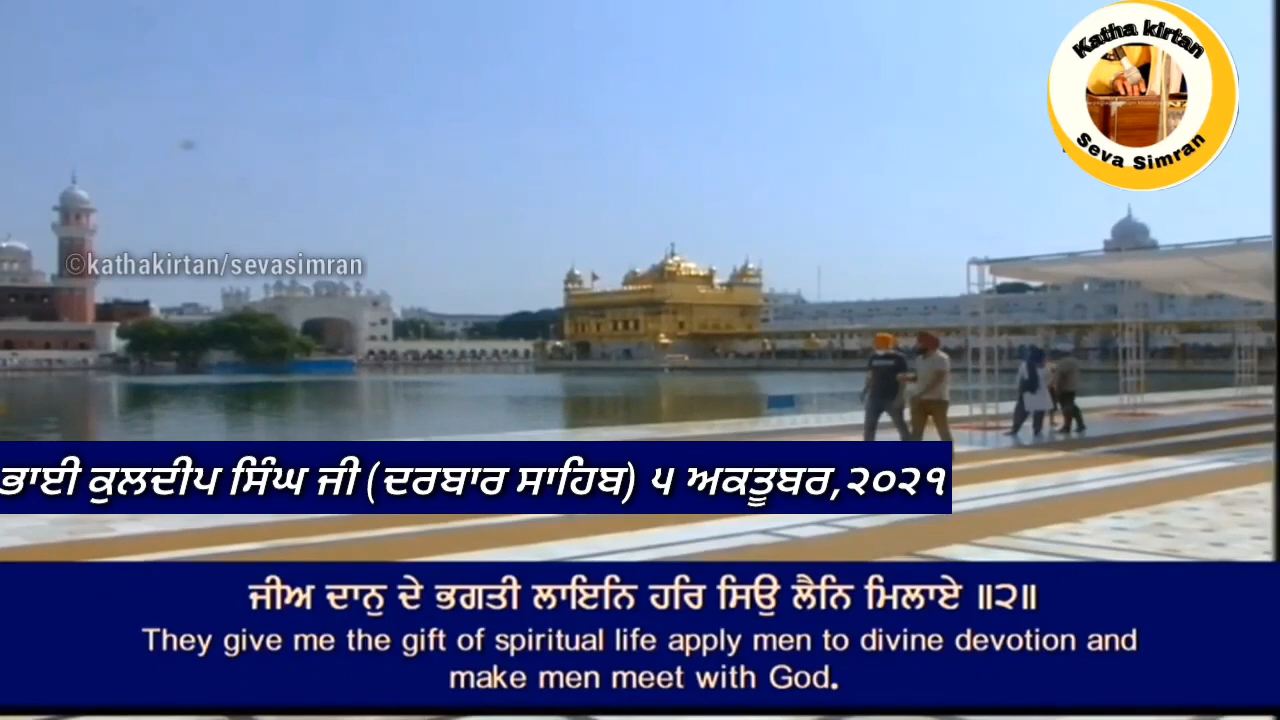 Katha kirtan
Seva Simran
©kathakirtan/sevasimran
ਭਾਈ ਕੁਲਦੀਪ ਸਿੰਘ ਜੀ (ਦਰਬਾਰ ਸਾਹਿਬ) ੫ ਅਕਤੂਬਰ,੨੦੨੧
ਜੀਅ ਦਾਨੁ ਦੇ ਭਗਤੀ ਲਾਇਨਿ ਹਰਿ ਸਿਉ ਲੈਨਿ ਮਿਲਾਏ ॥੨॥
They give me the gift of spiritual life apply men to divine devotion and
make men meet with God.